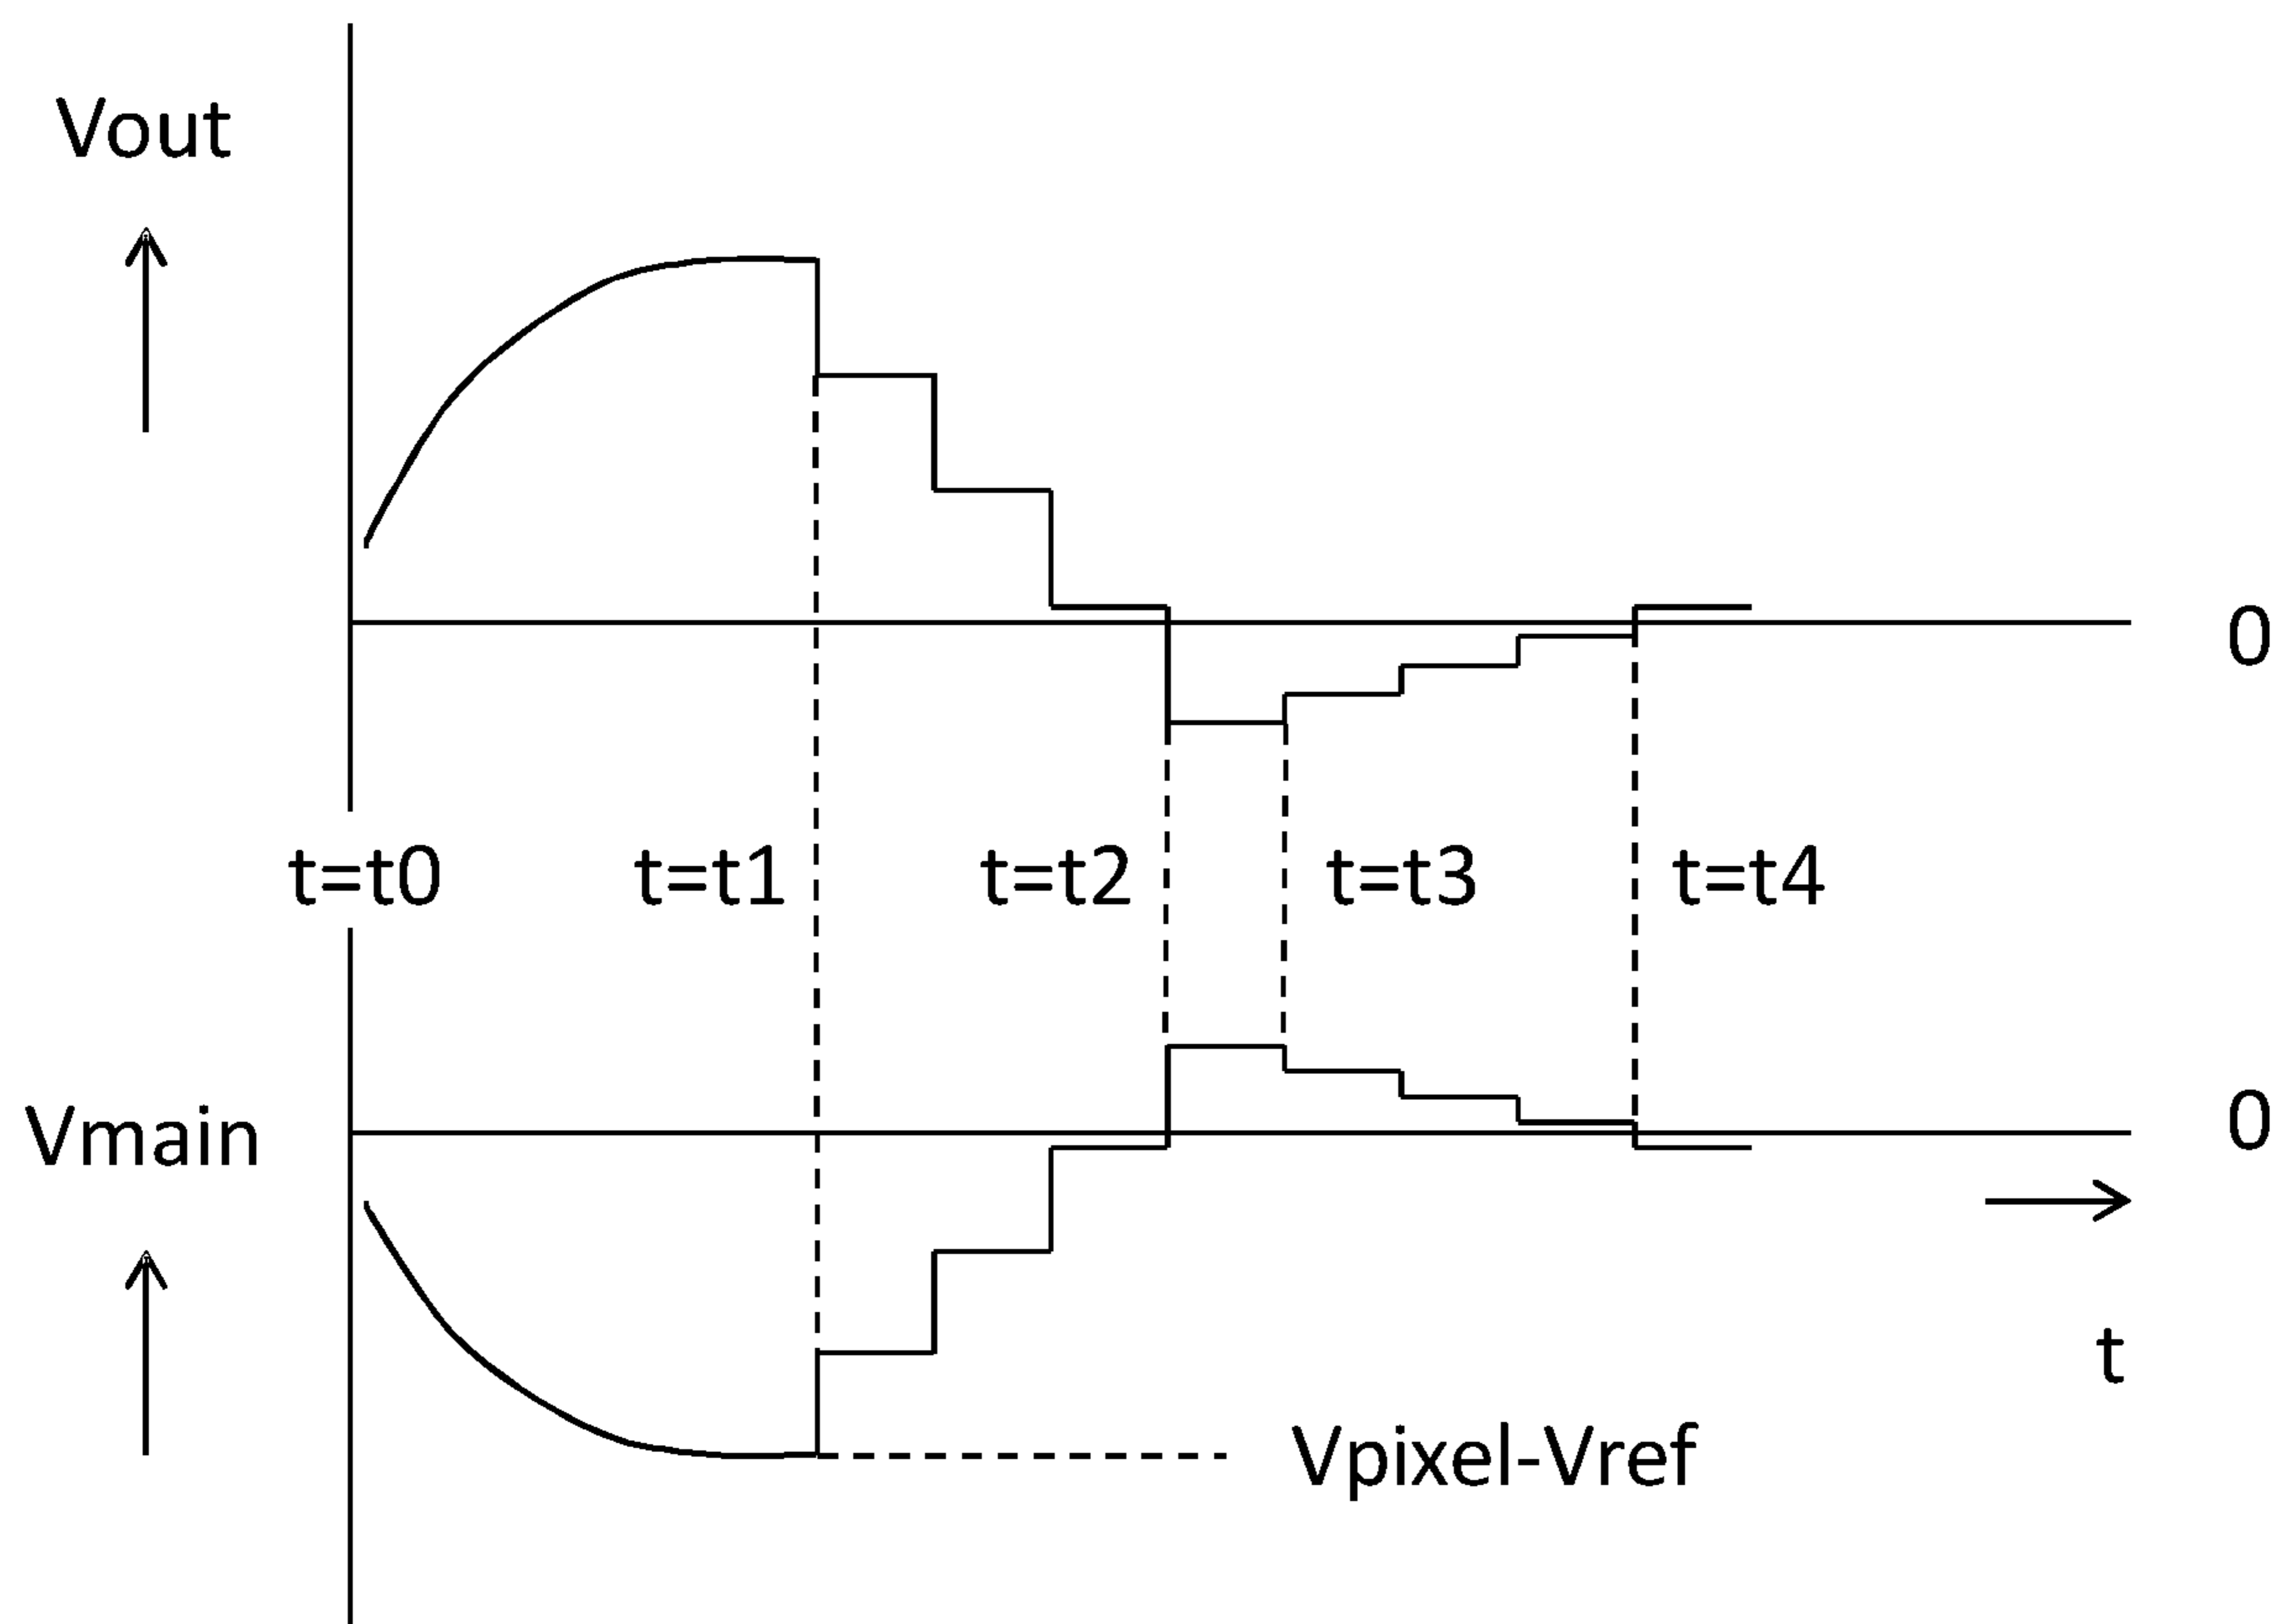 Vout
0
t=t0 t=t1 t=t2 t=t3 t=t4
Vmain
0
t
Vpixel-Vref